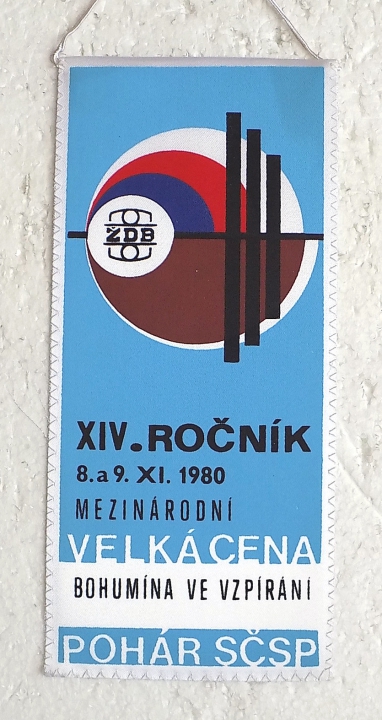 ŽDB
XIV. ROČNÍK
8. a 9. XI. 1980
MEZINÁRODNÍ
VELKÁ CENA
BOHUMÍNA VE VZPÍRÁNÍ
POHÁR SČSP